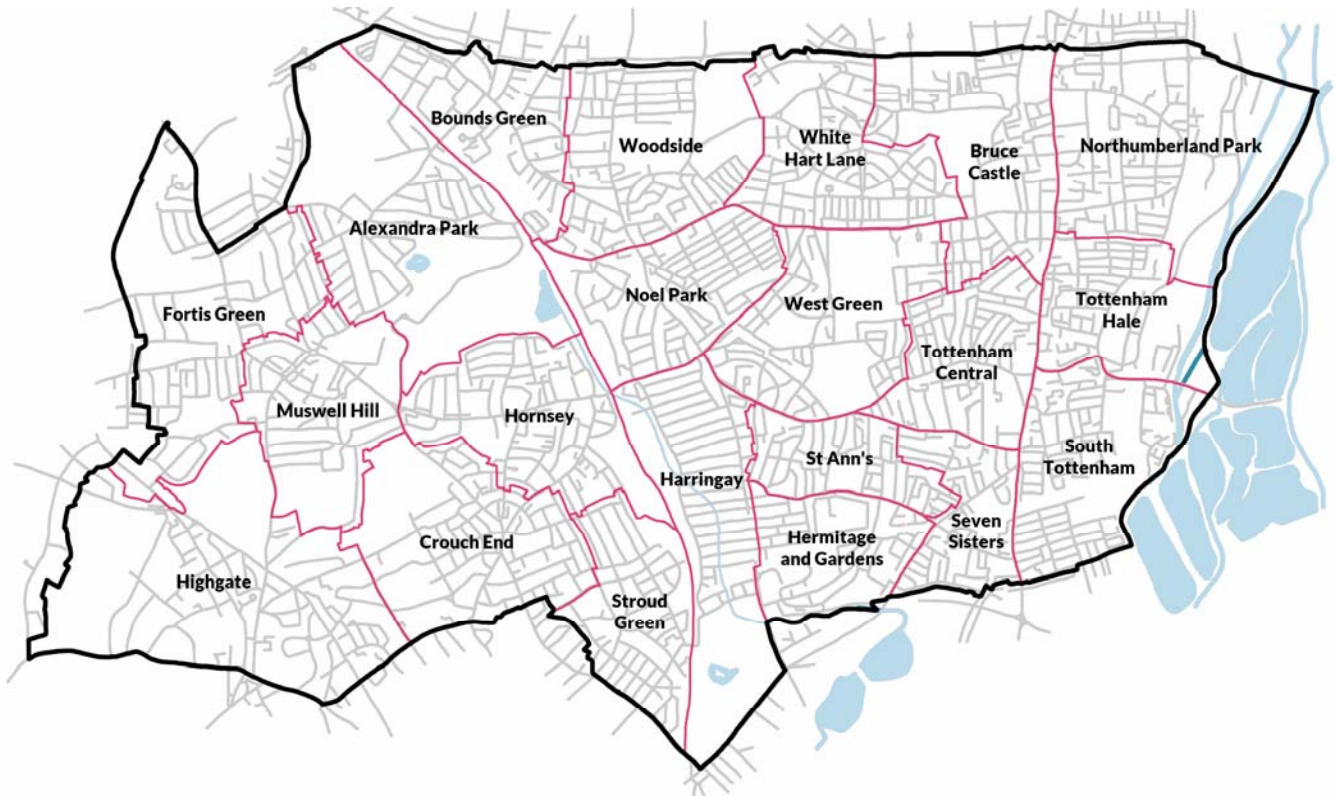 Bounds Green
Woodside
White
Hart Lane
Bruce
Castle
Northumberland Park
Alexandra Park
Fortis Green
Noel Park
West Green
Tottenham
Hale
Tottenham
Central
Muswell Hill
Hornsey
St Ann's
South
Tottenham
Harringay
Crouch End
Hermitage
and Gardens
Seven
Sisters
Highgate
Stroud
Green